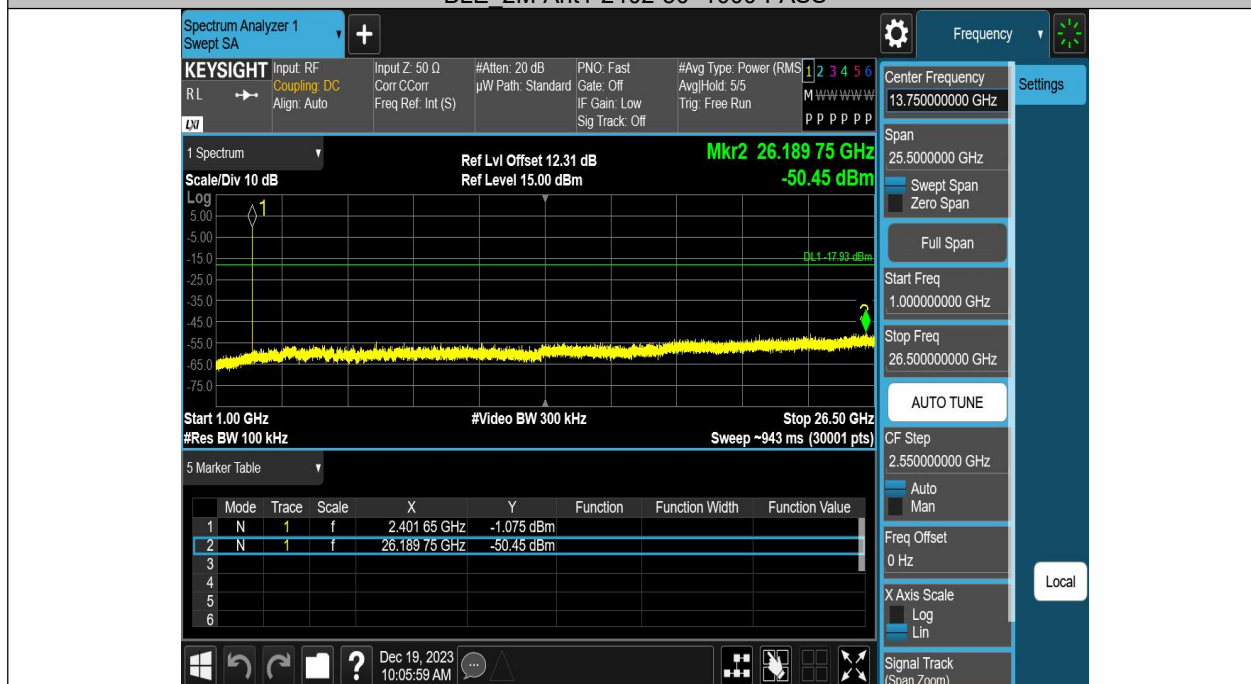 Spectrum Analyzer 1
Swept SA
+
Frequency
KEYSIGHT
RL
LXI
Input: RF
Coupling: DC
Align: Auto
Input Z: 50 Ω
Corr CCorr
Freq Ref: Int (S)
#Atten: 20 dB
µW Path: Standard
PNO: Fast
Gate: Off
IF Gain: Low
Sig Track: Off
#Avg Type: Power (RMS
Avg|Hold: 5/5
Trig: Free Run
1 2 3 4 5 6
M W W W W W
P P P P P P
1 Spectrum
Scale/Div 10 dB
Ref Lvl Offset 12.31 dB
Ref Level 15.00 dBm
Mkr2 26.189 75 GHz
-50.45 dBm
Log
5.00
-5.00
-15.0
-25.0
-35.0
-45.0
-55.0
-65.0
-75.0
1
DL1 -17.93 dBm
2
Start 1.00 GHz
#Video BW 300 kHz
Stop 26.50 GHz
#Res BW 100 kHz
Sweep ~943 ms (30001 pts)
5 Marker Table
Mode Trace Scale X Y Function Function Width Function Value
1 N 1 f 2.401 65 GHz -1.075 dBm
2 N 1 f 26.189 75 GHz -50.45 dBm
3
4
5
6
?
Dec 19, 2023
10:05:59 AM
Center Frequency
13.750000000 GHz
Settings
Span
25.5000000 GHz
Swept Span
Zero Span
Full Span
Start Freq
1.000000000 GHz
Stop Freq
26.500000000 GHz
AUTO TUNE
CF Step
2.550000000 GHz
Auto
Man
Freq Offset
0 Hz
Local
X Axis Scale
Log
Lin
Signal Track
(Span Zoom)